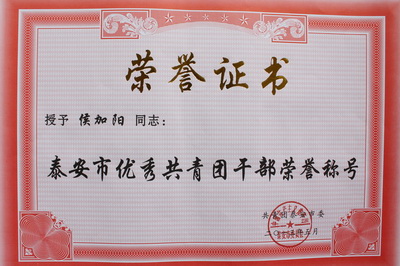 荣誉证书
授予 侯加阳 同志：
泰安市优秀共青团干部荣誉称号